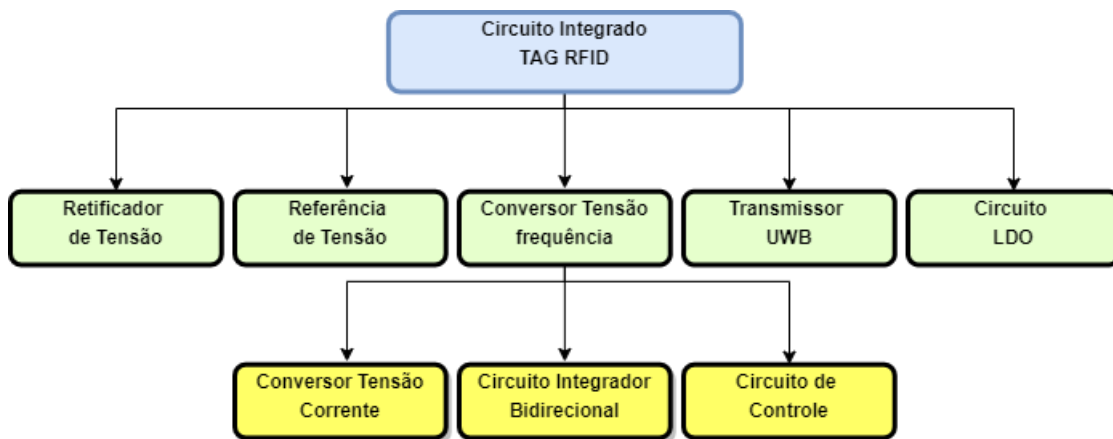 Circuito Integrado
TAG RFID
Retificador
de Tensão
Referência
de Tensão
Conversor Tensão
frequência
Transmissor
UWB
Circuito
LDO
Conversor Tensão
Corrente
Circuito Integrador
Bidirecional
Circuito de
Controle